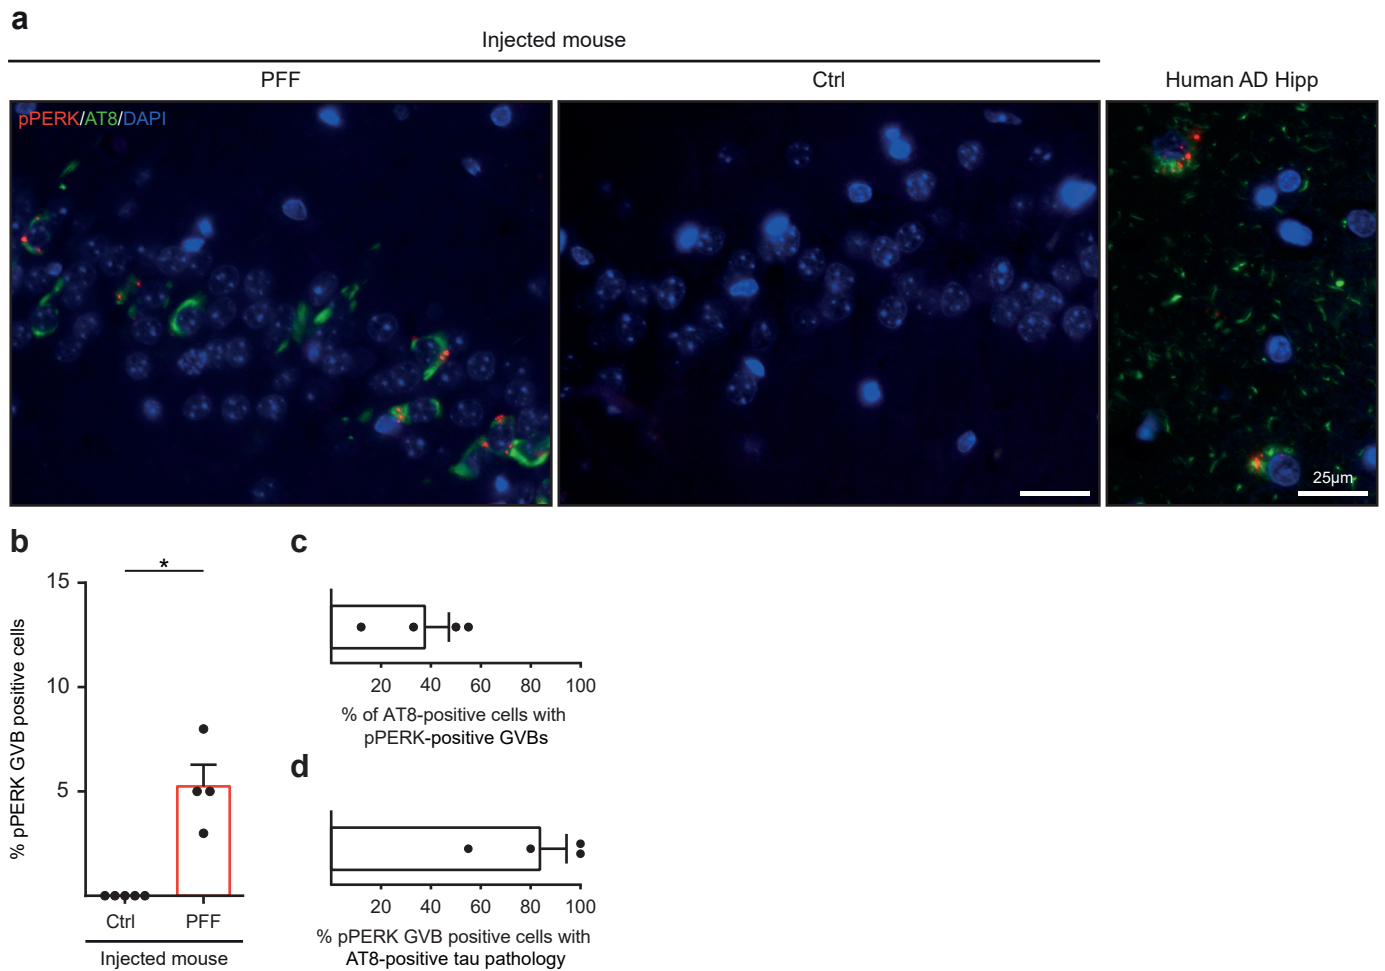 a
Injected mouse
PFF
Ctrl
Human AD Hipp
pPERK/AT8/DAPI
25µm
b
*
15
10
5
% pPERK GVB positive cells
Ctrl
PFF
Injected mouse
c
20 40 60 80 100
% of AT8-positive cells with
pPERK-positive GVBs
d
20 40 60 80 100
% pPERK GVB positive cells with
AT8-positive tau pathology